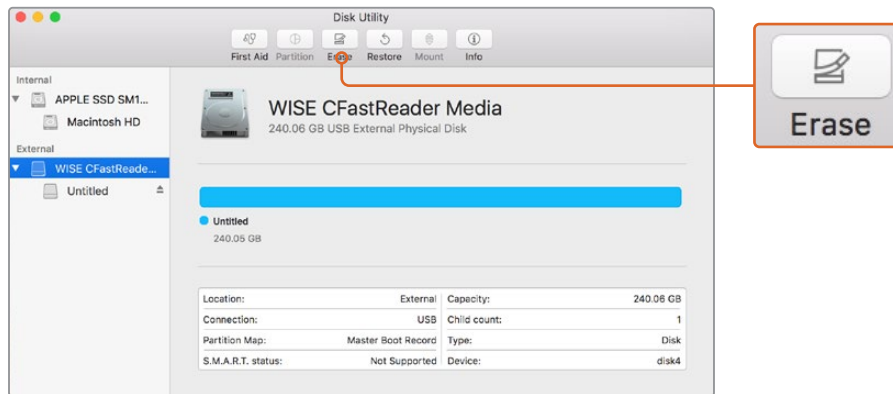 Disk Utility
First Aid Partition Erase Restore Mount Info
Erase
Internal
APPLE SSD SM1...
Macintosh HD
External
WISE CFastReade...
Untitled
WISE CFastReader Media
240.06 GB USB External Physical Disk
Untitled
240.05 GB
Location: External Capacity: 240.06 GB
Connection: USB Child count: 1
Partition Map: Master Boot Record Type: Disk
S.M.A.R.T. status: Not Supported Device: disk4